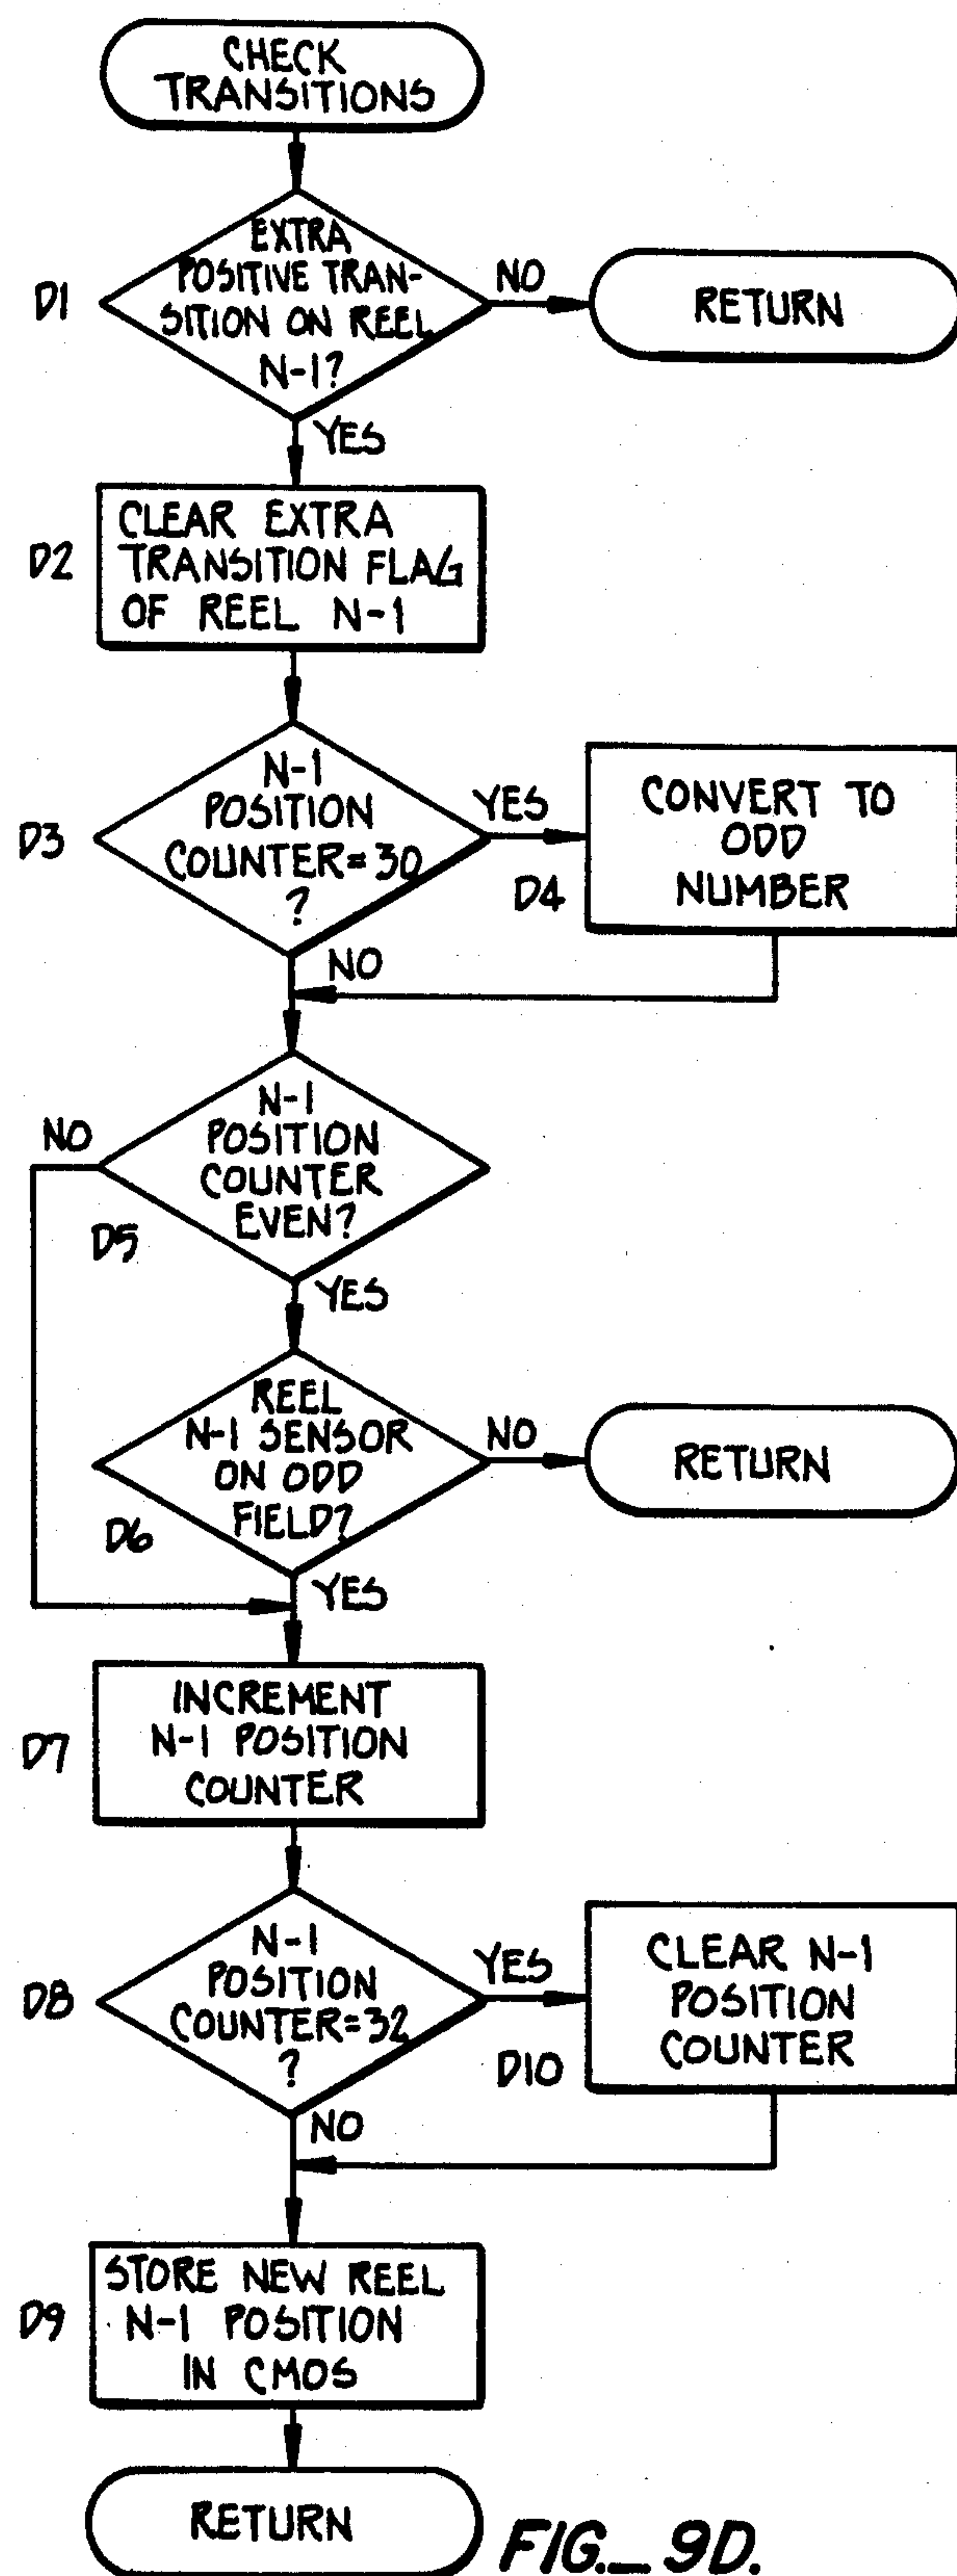 CHECK
TRANSITIONS
D1
EXTRA
POSITIVE TRAN-
SITION ON REEL
N-1?
NO
RETURN
YES
D2
CLEAR EXTRA
TRANSITION FLAG
OF REEL N-1
D3
N-1
POSITION
COUNTER=30
?
YES
D4
CONVERT TO
ODD
NUMBER
NO
NO
N-1
POSITION
COUNTER
EVEN?
D5
YES
REEL
N-1 SENSOR
ON ODD
FIELD?
D6
NO
RETURN
YES
D7
INCREMENT
N-1 POSITION
COUNTER
D8
N-1
POSITION
COUNTER=32
?
YES
D10
CLEAR N-1
POSITION
COUNTER
NO
D9
STORE NEW REEL
N-1 POSITION
IN CMOS
RETURN
FIG._9D.